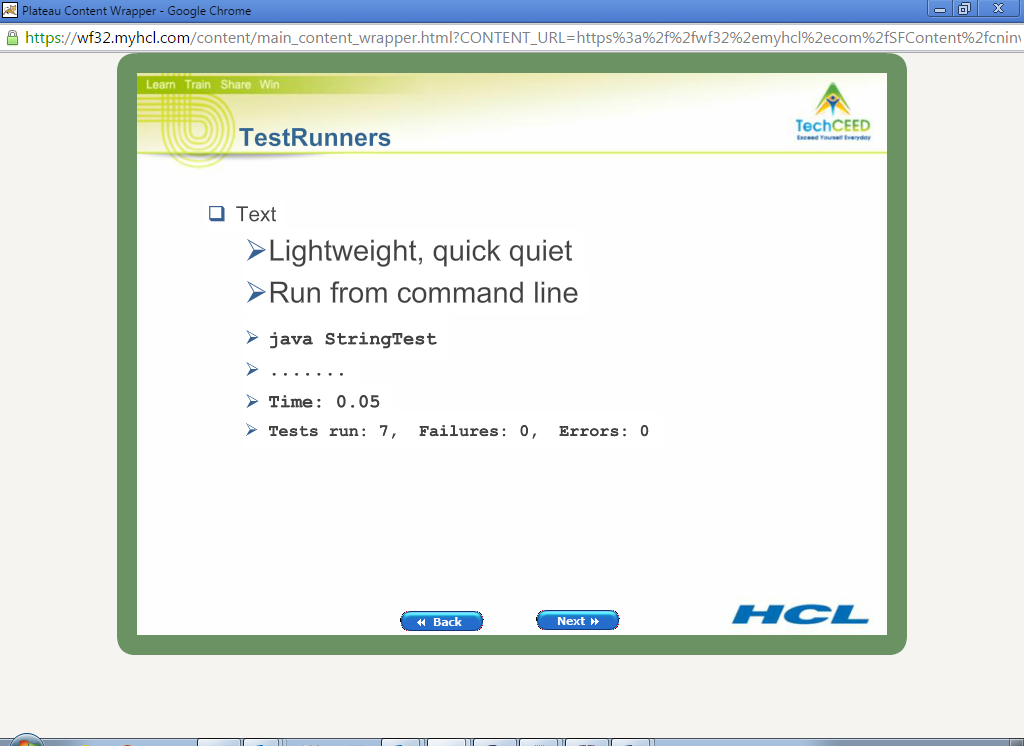 Plateau Content Wrapper - Google Chrome
https://wf32.myhcl.com/content/main_content_wrapper.html?CONTENT_URL=https%3a%2f%2fwf32%2emyhcl%2ecom%2fSFContent%2fcnin
Learn Train Share Win
TechCEED
Exceed Yourself Everyday
TestRunners
Text
Lightweight, quick quiet
Run from command line
java StringTest
.......
Time: 0.05
Tests run: 7, Failures: 0, Errors: 0
Back
Next
HCL